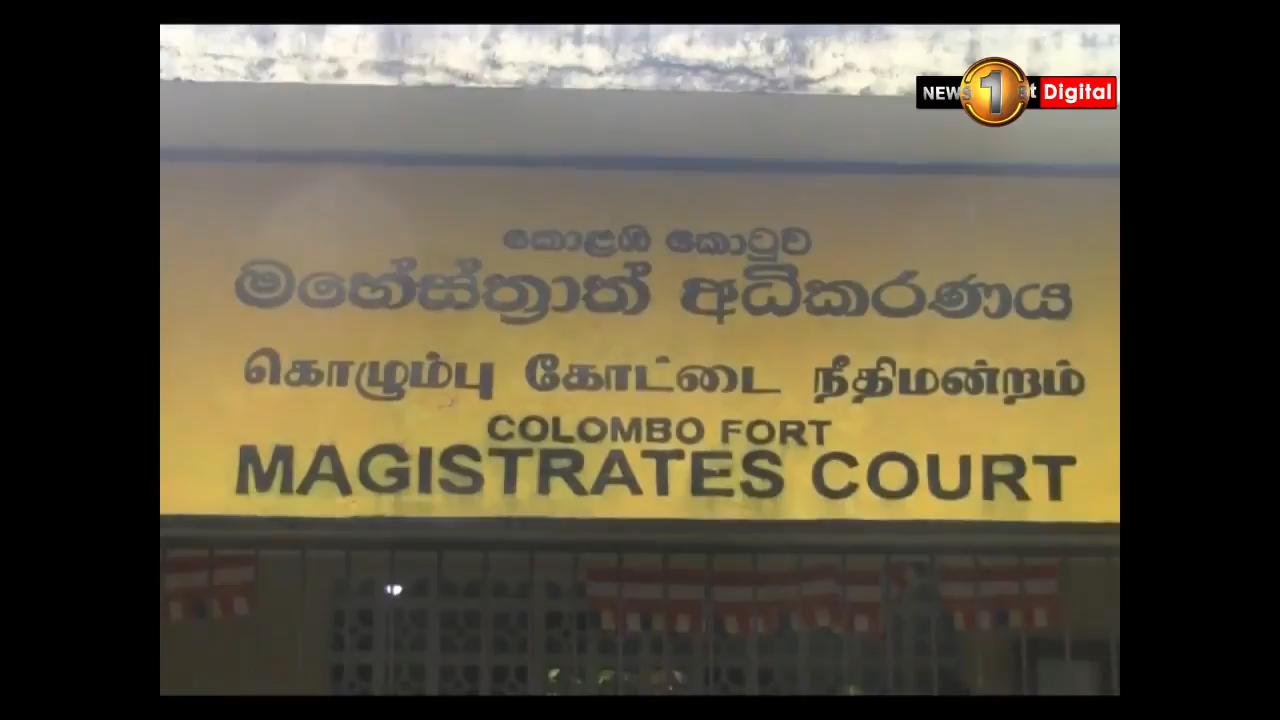 NEWS 1st Digital
කොළඹ කොටුව
මහේස්ත්‍රාත් අධිකරණය
கொழும்பு கோட்டை நீதிமன்றம்
COLOMBO FORT
MAGISTRATES COURT